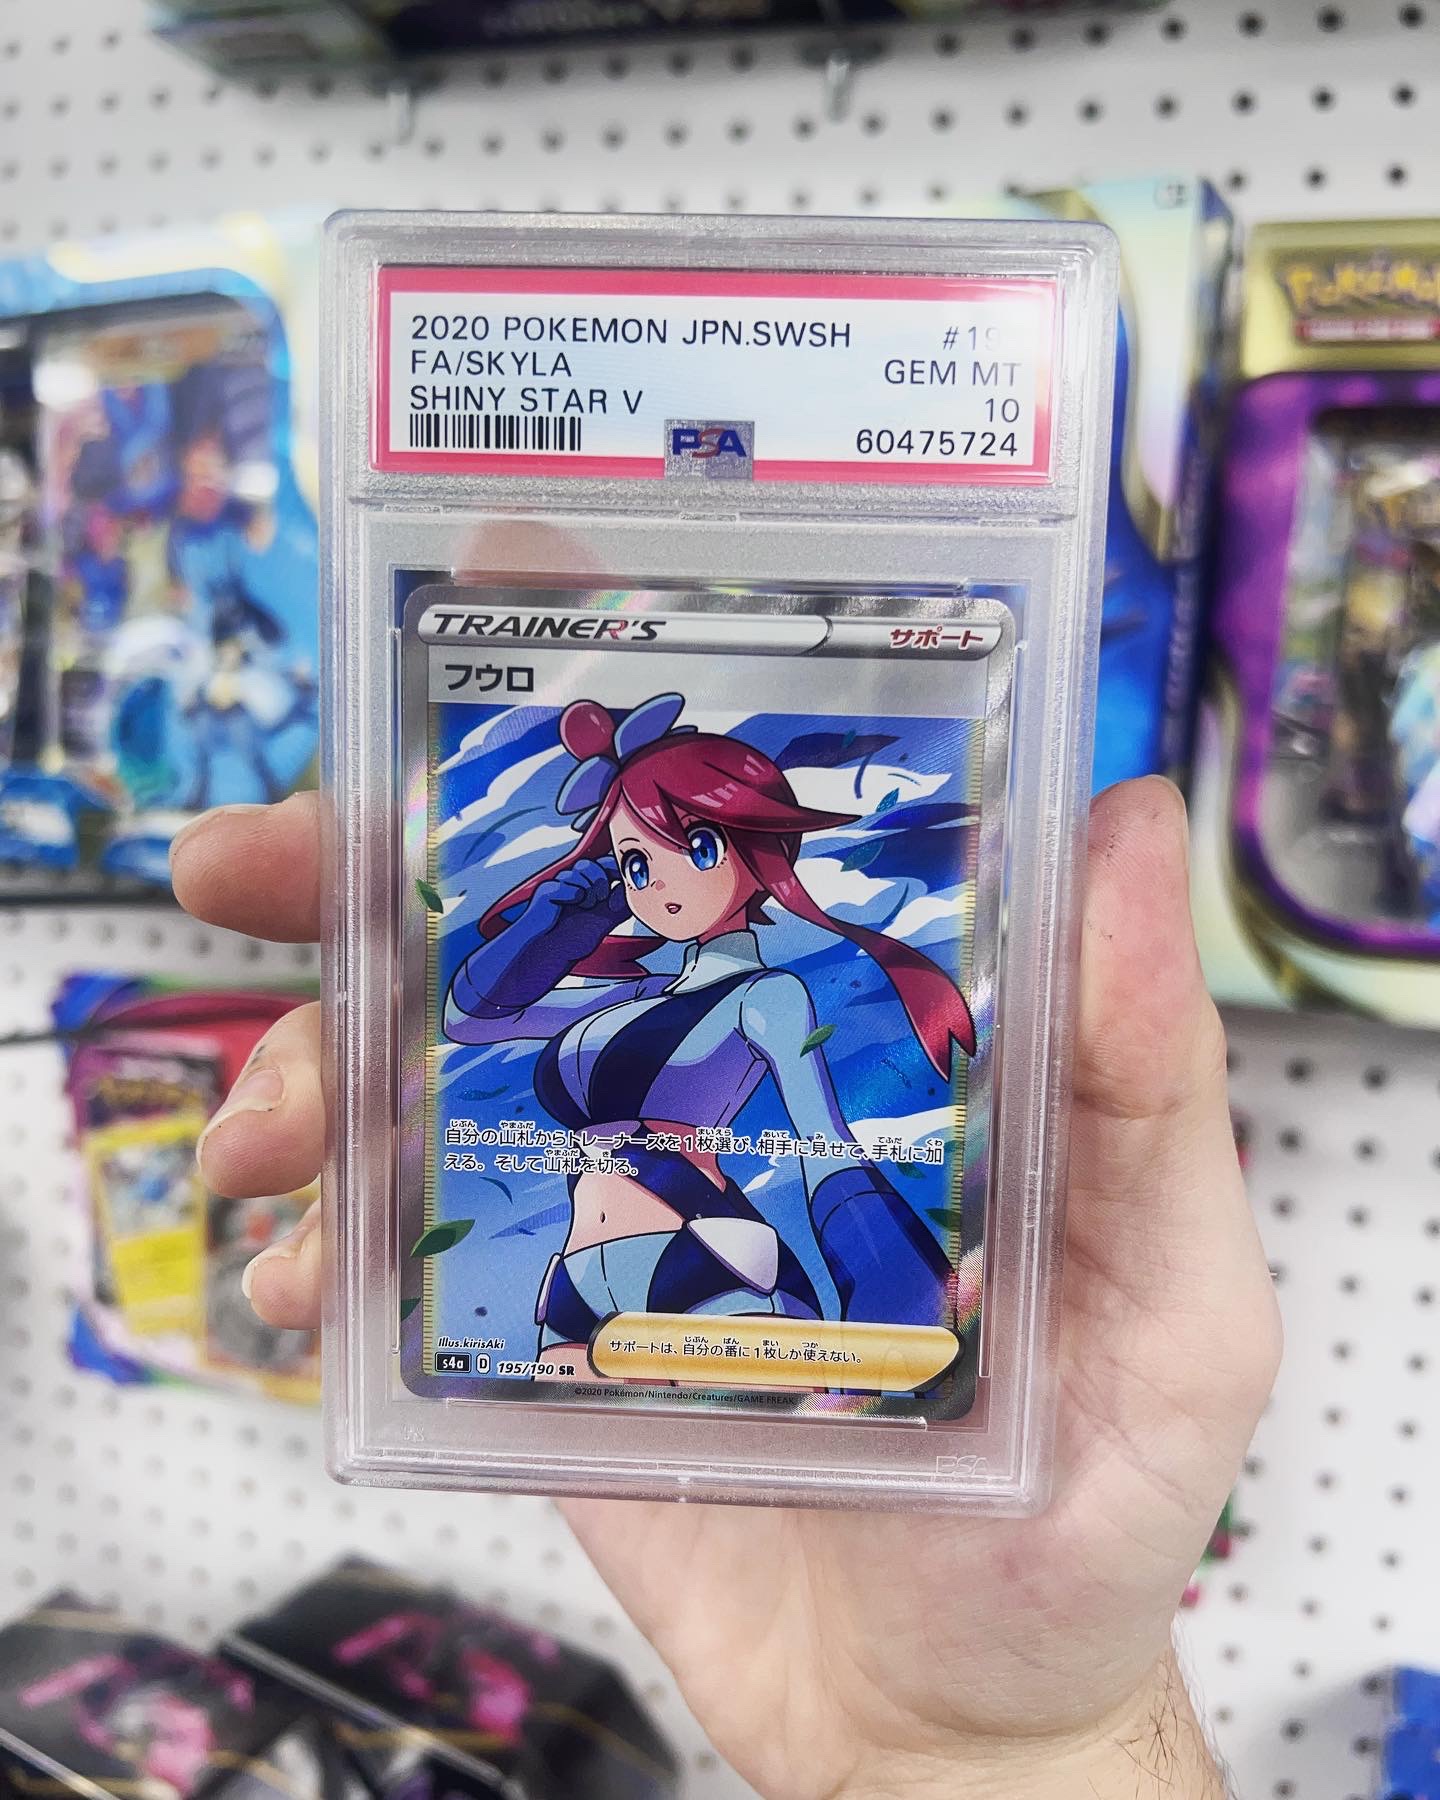 2020 POKEMON JPN.SWSH
FA/SKYLA
SHINY STAR V
#19
GEM MT
10
60475724
PSA
TRAINER'S
サポート
フウロ
自分の山札からトレーナーズを1枚選び、相手に見せて、手札に加
える。そして山札を切る。
サポートは、自分の番に1枚しか使えない。
Illus.kirisAki
s4a D 195/190 SR
©2020 Pokémon/Nintendo/Creatures/GAME FREAK
PSA
Pokémon